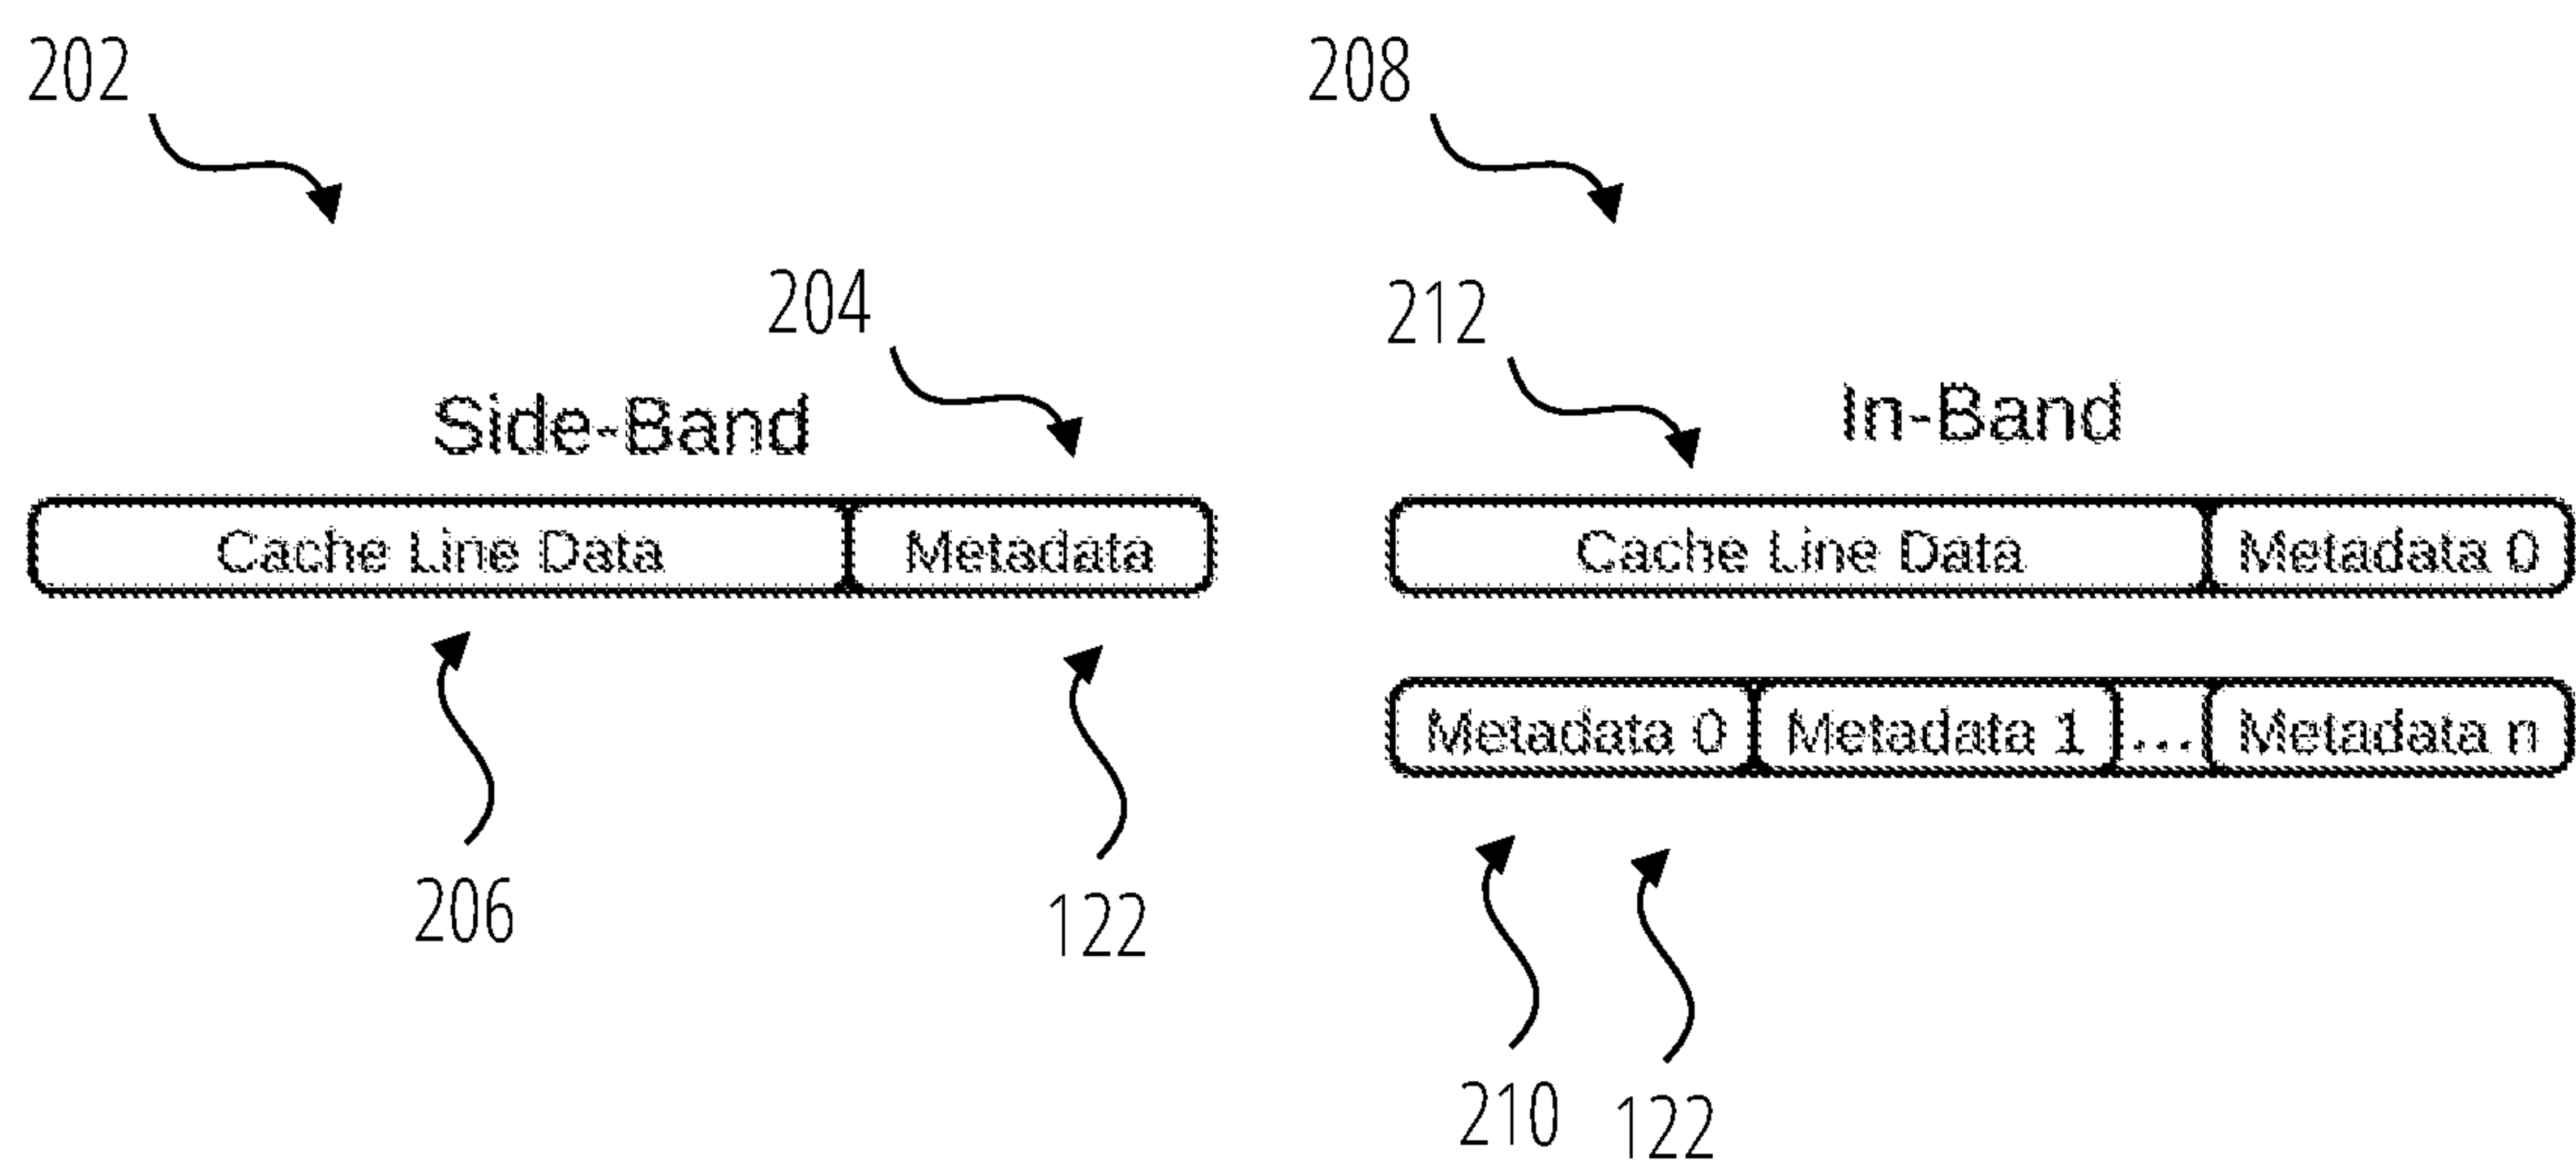 202
208
204
212
Side-Band
In-Band
Cache Line Data Metadata
Cache Line Data Metadata 0
Metadata 0 Metadata 1 ... Metadata n
206
122
210
122